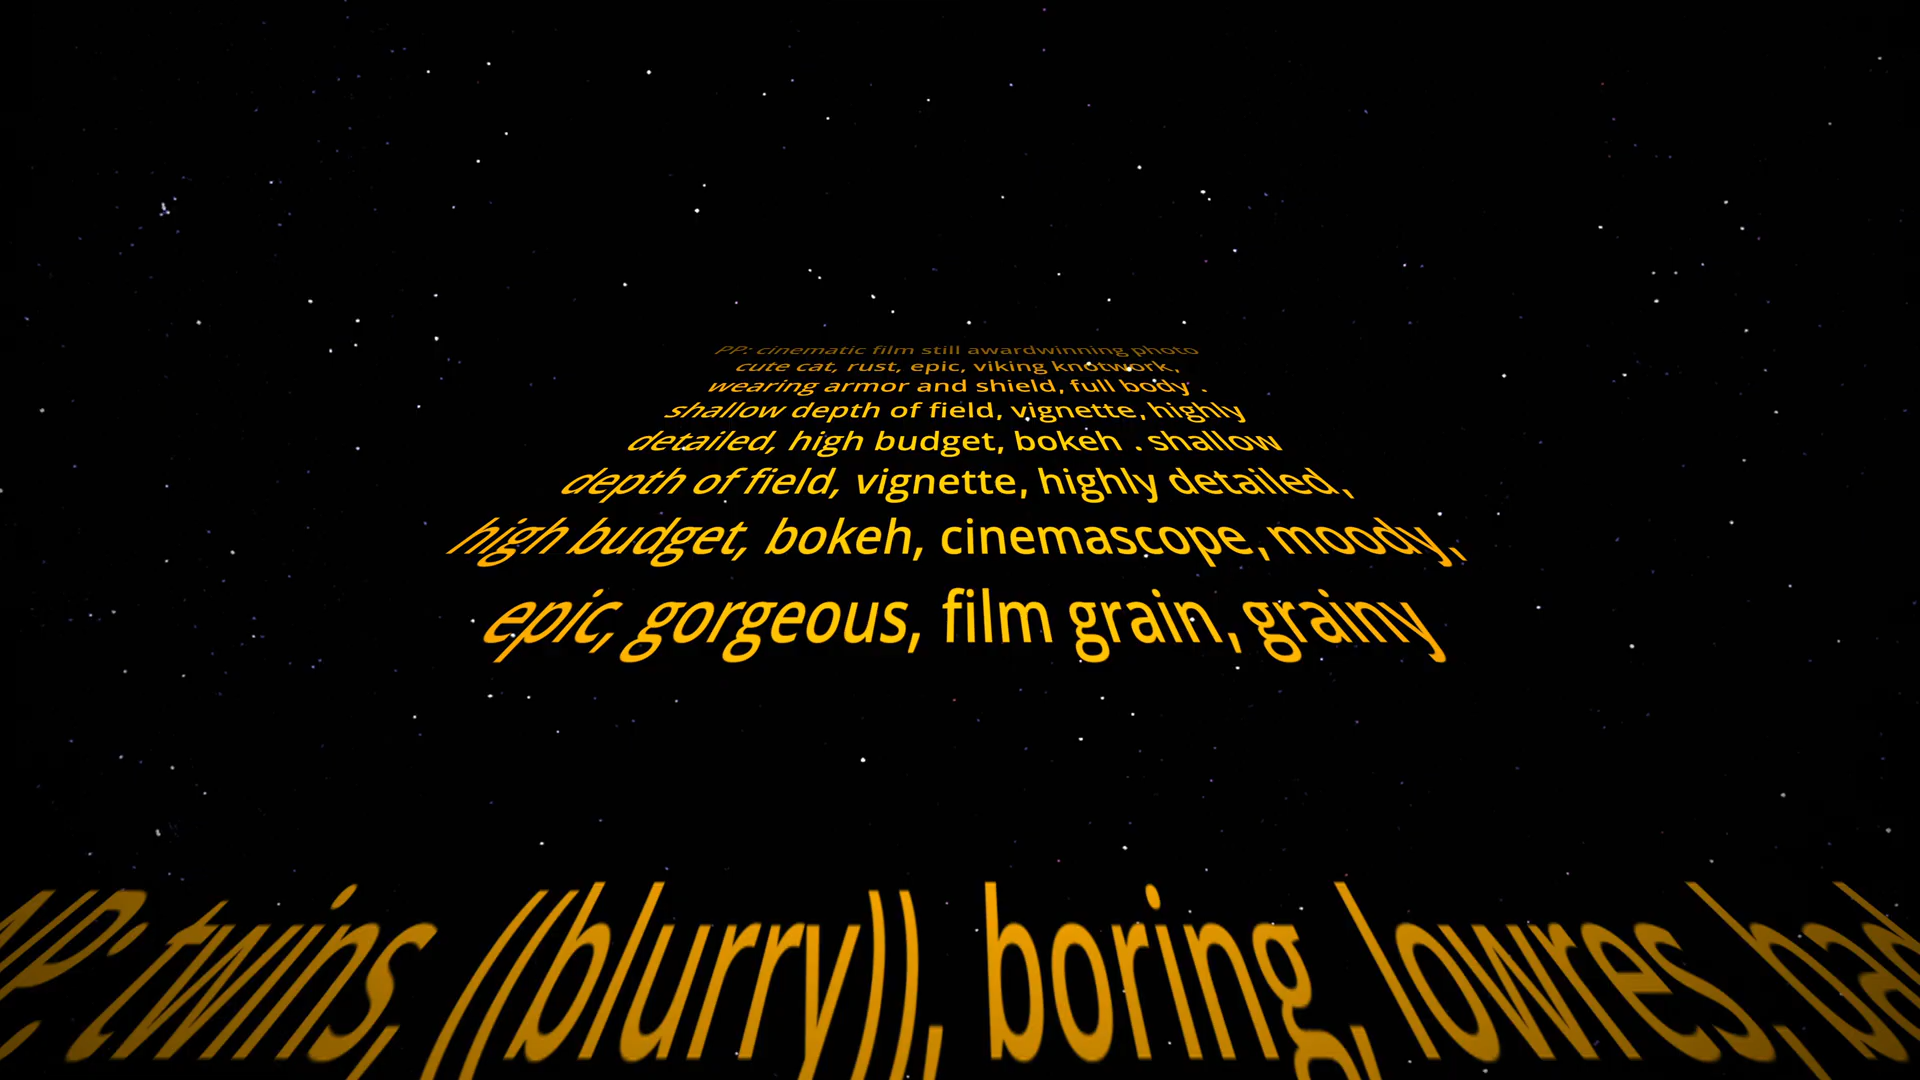 PP: cinematic film still awardwinning photo
cute cat, rust, epic, viking knotwork,
wearing armor and shield, full body .
shallow depth of field, vignette, highly
detailed, high budget, bokeh . shallow
depth of field, vignette, highly detailed,
high budget, bokeh, cinemascope, moody,
epic, gorgeous, film grain, grainy
NP: twins, ((blurry)), boring, lowres, bad